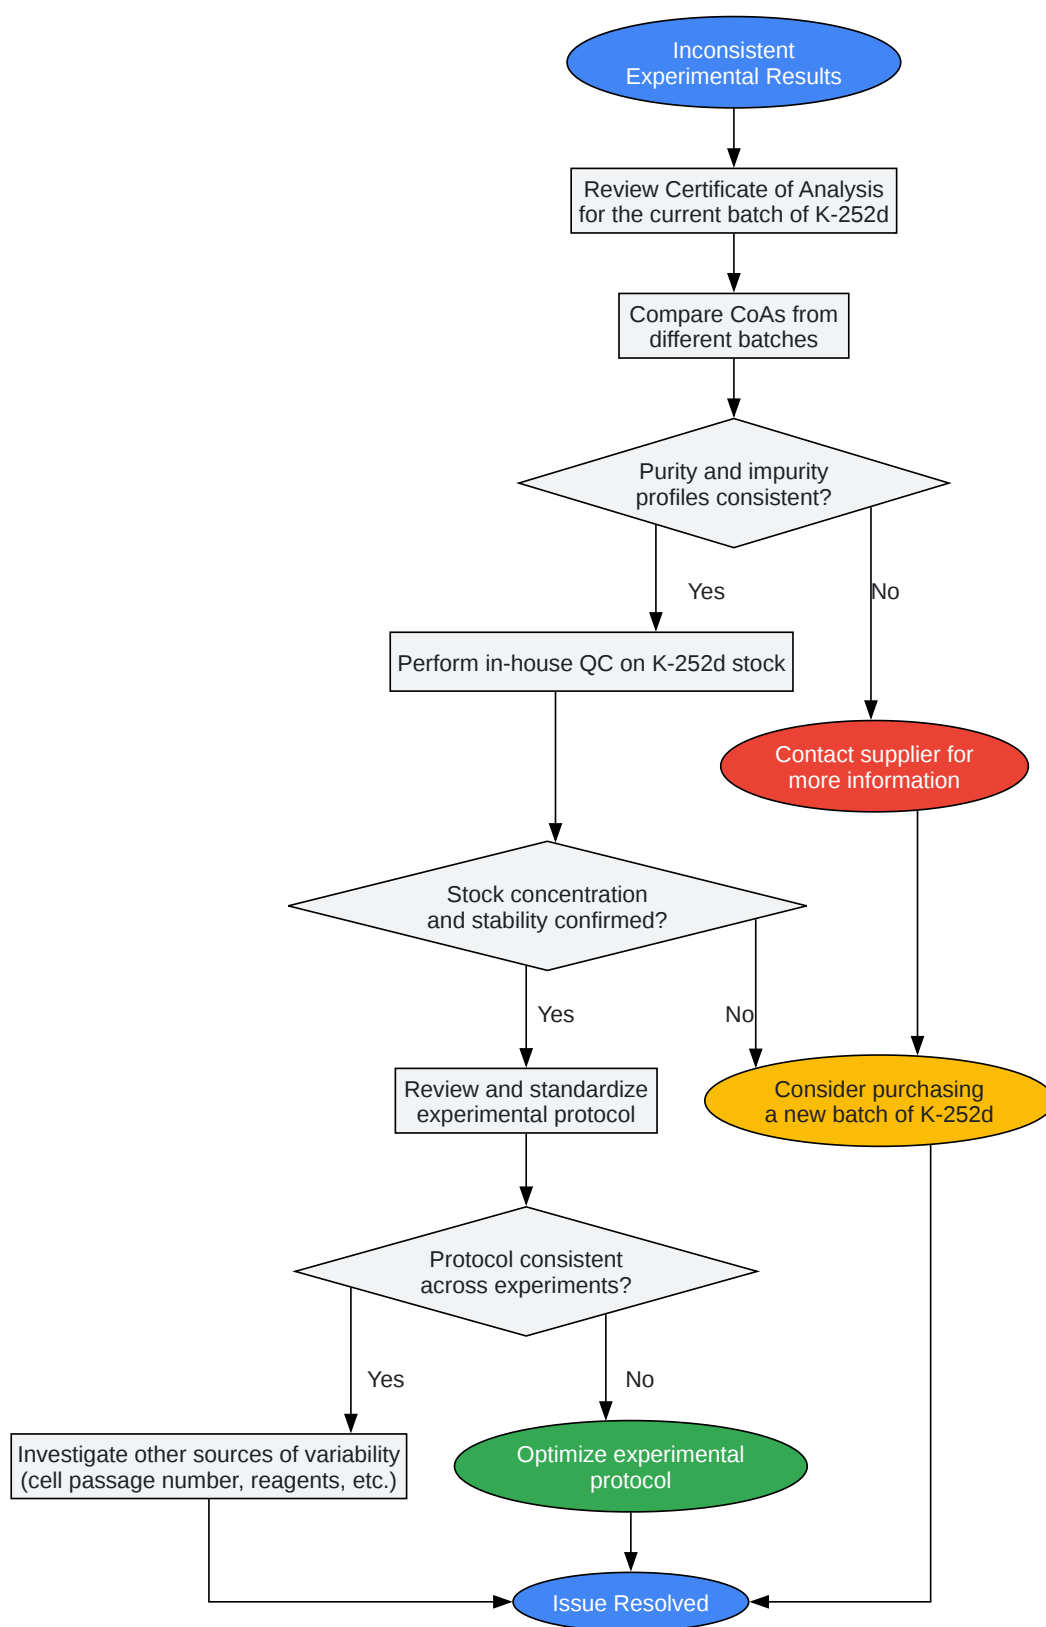 Inconsistent
Experimental Results
Review Certificate of Analysis
for the current batch of K-252d
Compare CoAs from
different batches
Purity and impurity
profiles consistent?
Yes
No
Perform in-house QC on K-252d stock
Contact supplier for
more information
Stock concentration
and stability confirmed?
Yes
No
Review and standardize
experimental protocol
Consider purchasing
a new batch of K-252d
Protocol consistent
across experiments?
Yes
No
Investigate other sources of variability
(cell passage number, reagents, etc.)
Optimize experimental
protocol
Issue Resolved